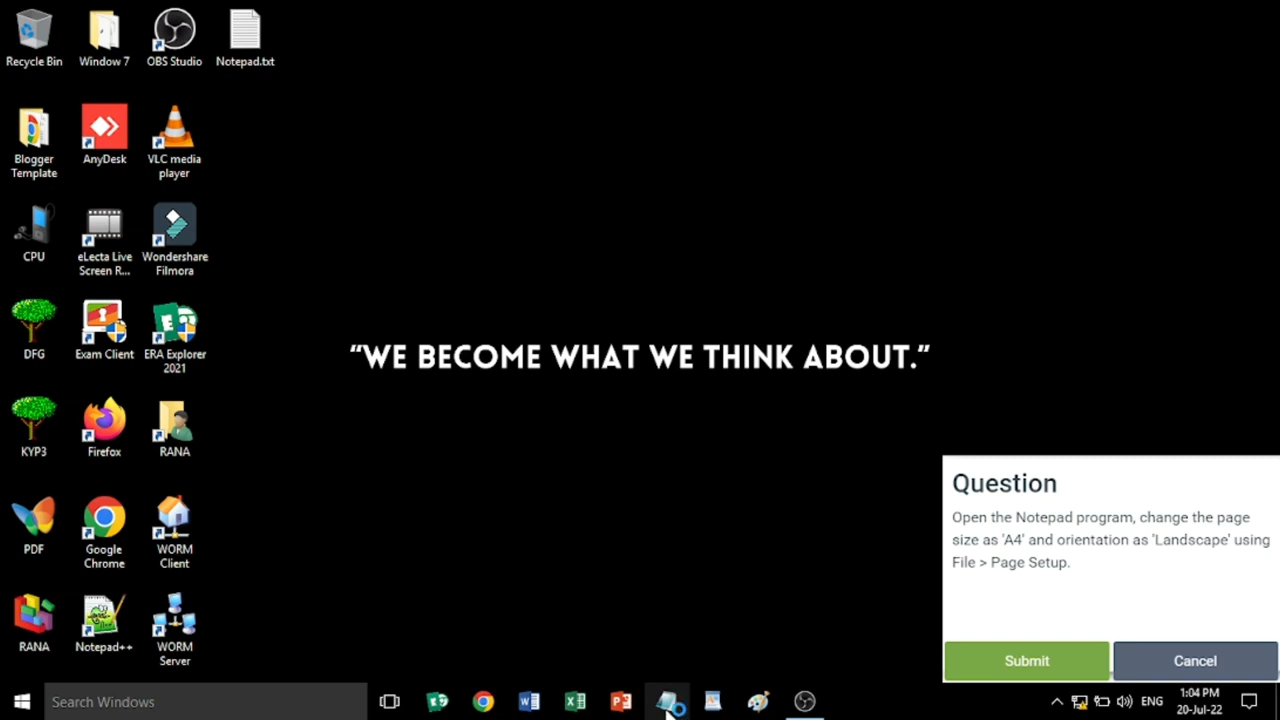 Recycle Bin
Window 7
OBS Studio
Notepad.txt
Blogger
Template
AnyDesk
VLC media
player
CPU
eLecta Live
Screen R...
Wondershare
Filmora
DFG
Exam Client
ERA Explorer
2021
KYP3
Firefox
RANA
PDF
Google
Chrome
WORM
Client
RANA
Notepad++
WORM
Server
“WE BECOME WHAT WE THINK ABOUT.”
Question
Open the Notepad program, change the page
size as 'A4' and orientation as 'Landscape' using
File > Page Setup.
Submit
Cancel
Search Windows
ENG
1:04 PM
20-Jul-22